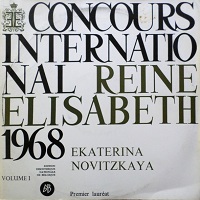 CONCOURS
INTERNATIO
NAL REINE
ELISABETH
1968 EKATERINA
NOVITZKAYA
VOLUME I
Premier lauréat